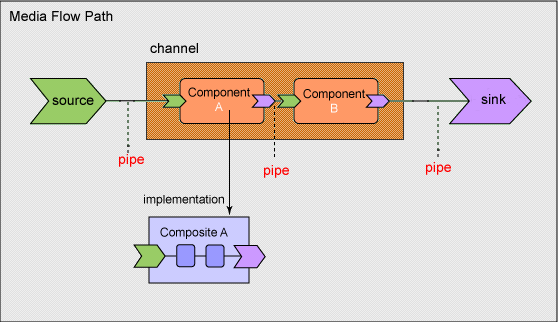 Media Flow Path
channel
source
Component
A
Component
B
sink
pipe
pipe
pipe
implementation
Composite A